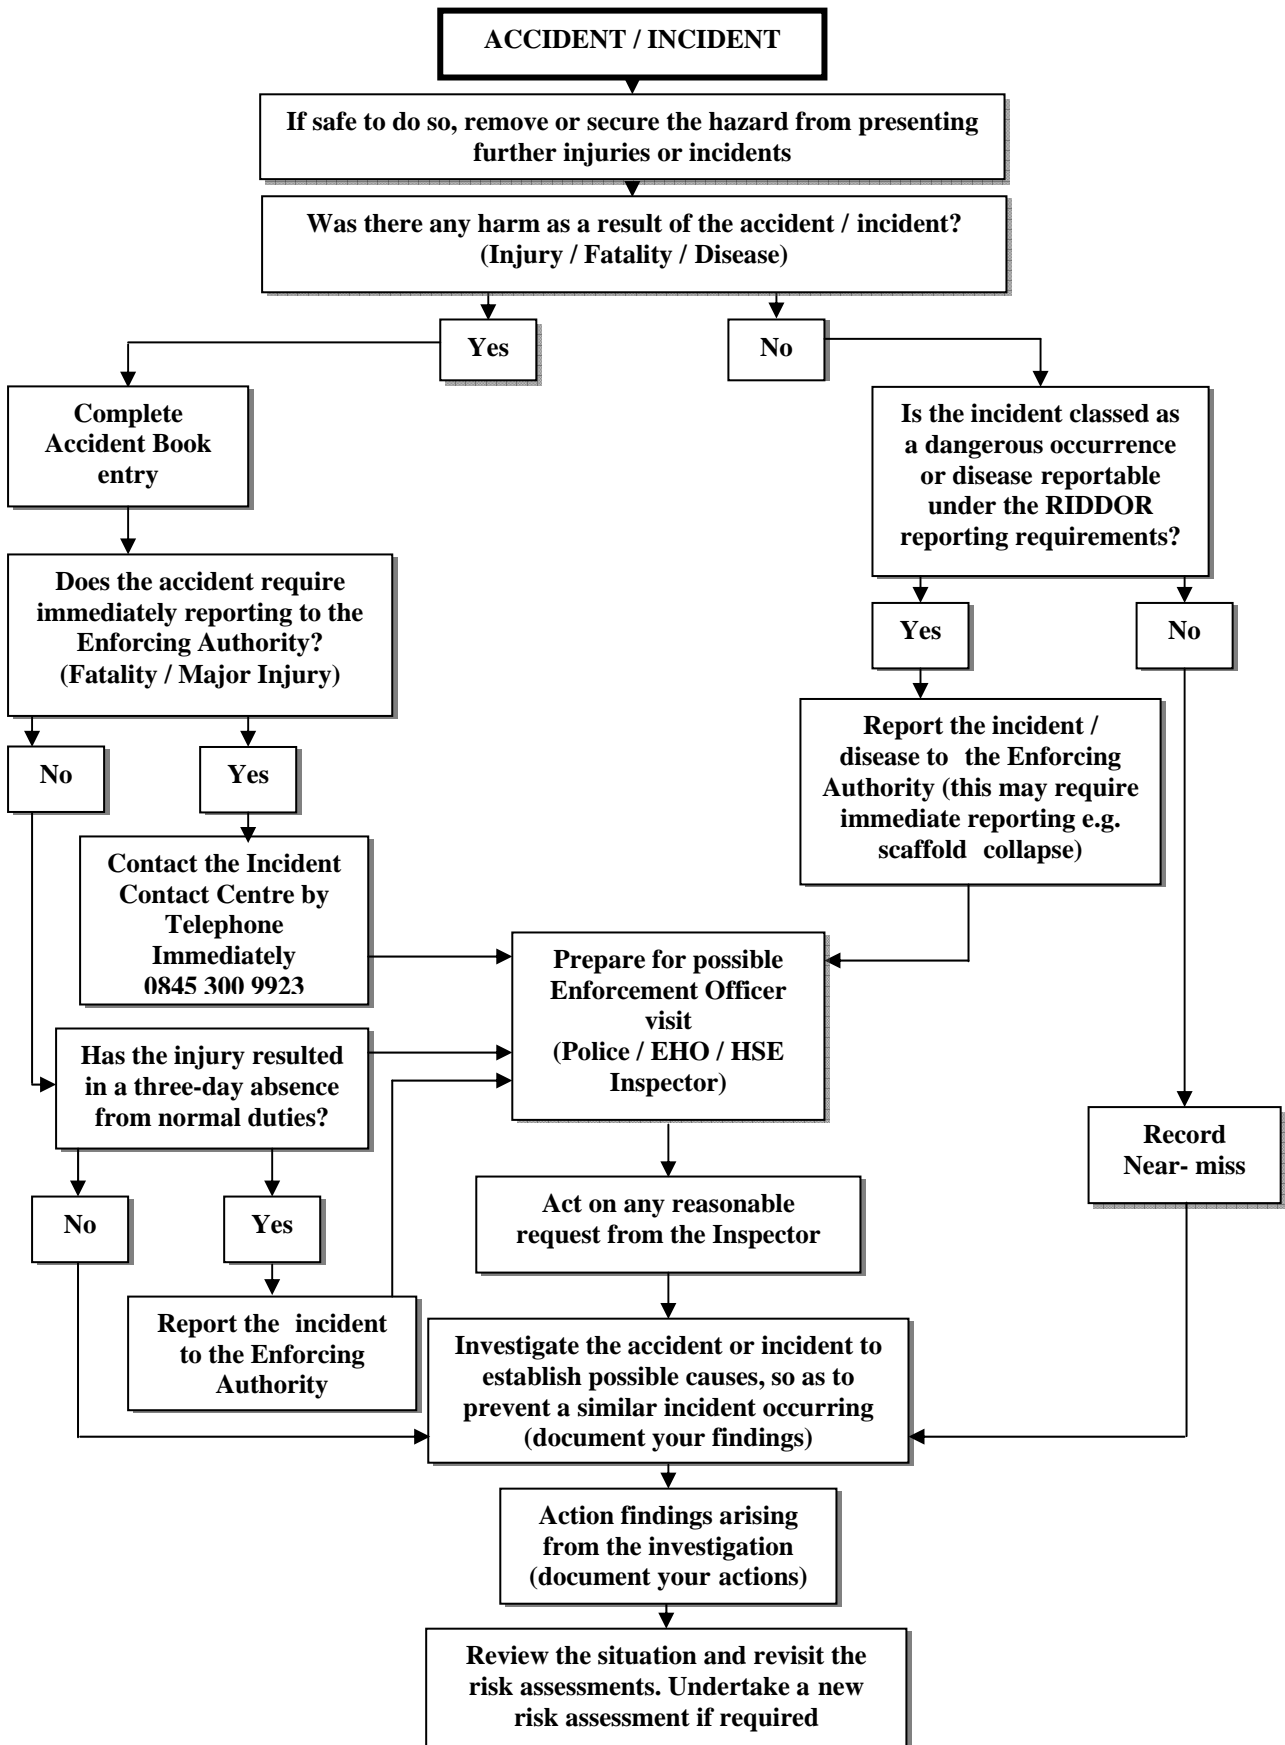 ACCIDENT / INCIDENT
If safe to do so, remove or secure the hazard from presenting
further injuries or incidents
Was there any harm as a result of the accident / incident?
(Injury / Fatality / Disease)
Yes
No
Complete
Accident Book
entry
Is the incident classed as
a dangerous occurrence
or disease reportable
under the RIDDOR
reporting requirements?
Does the accident require
immediately reporting to the
Enforcing Authority?
(Fatality / Major Injury)
Yes
No
No
Yes
Report the incident /
disease to the Enforcing
Authority (this may require
immediate reporting e.g.
scaffold collapse)
Contact the Incident
Contact Centre by
Telephone
Immediately
0845 300 9923
Prepare for possible
Enforcement Officer
visit
(Police / EHO / HSE
Inspector)
Has the injury resulted
in a three-day absence
from normal duties?
Record
Near- miss
No
Yes
Act on any reasonable
request from the Inspector
Report the incident
to the Enforcing
Authority
Investigate the accident or incident to
establish possible causes, so as to
prevent a similar incident occurring
(document your findings)
Action findings arising
from the investigation
(document your actions)
Review the situation and revisit the
risk assessments. Undertake a new
risk assessment if required